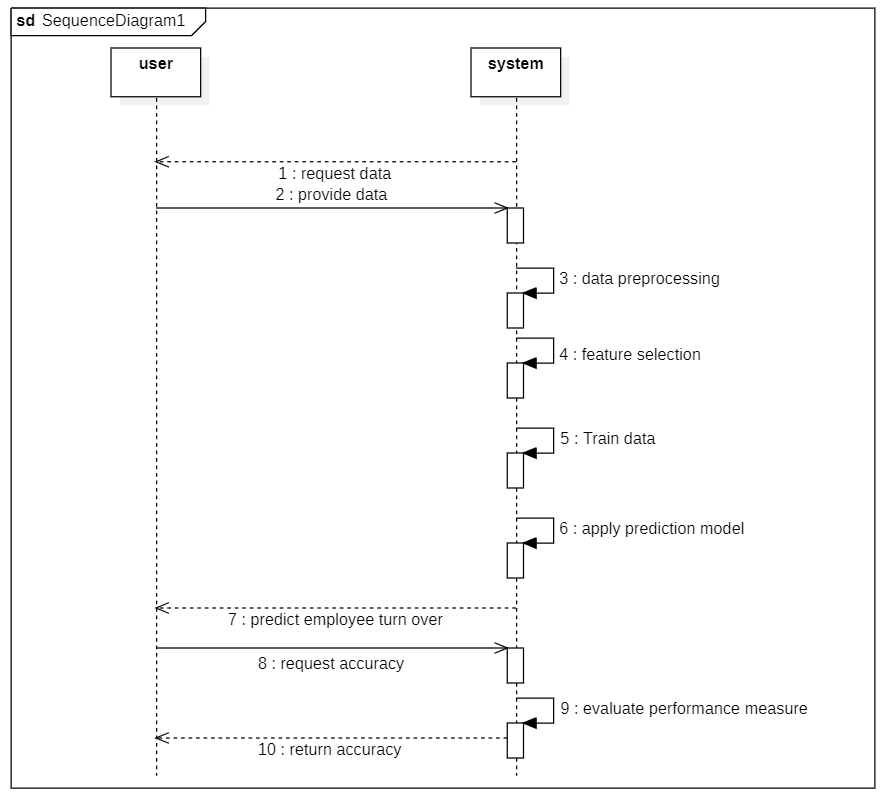 sd SequenceDiagram1
user
system
1 : request data
2 : provide data
3 : data preprocessing
4 : feature selection
5 : Train data
6 : apply prediction model
7 : predict employee turn over
8 : request accuracy
9 : evaluate performance measure
10 : return accuracy